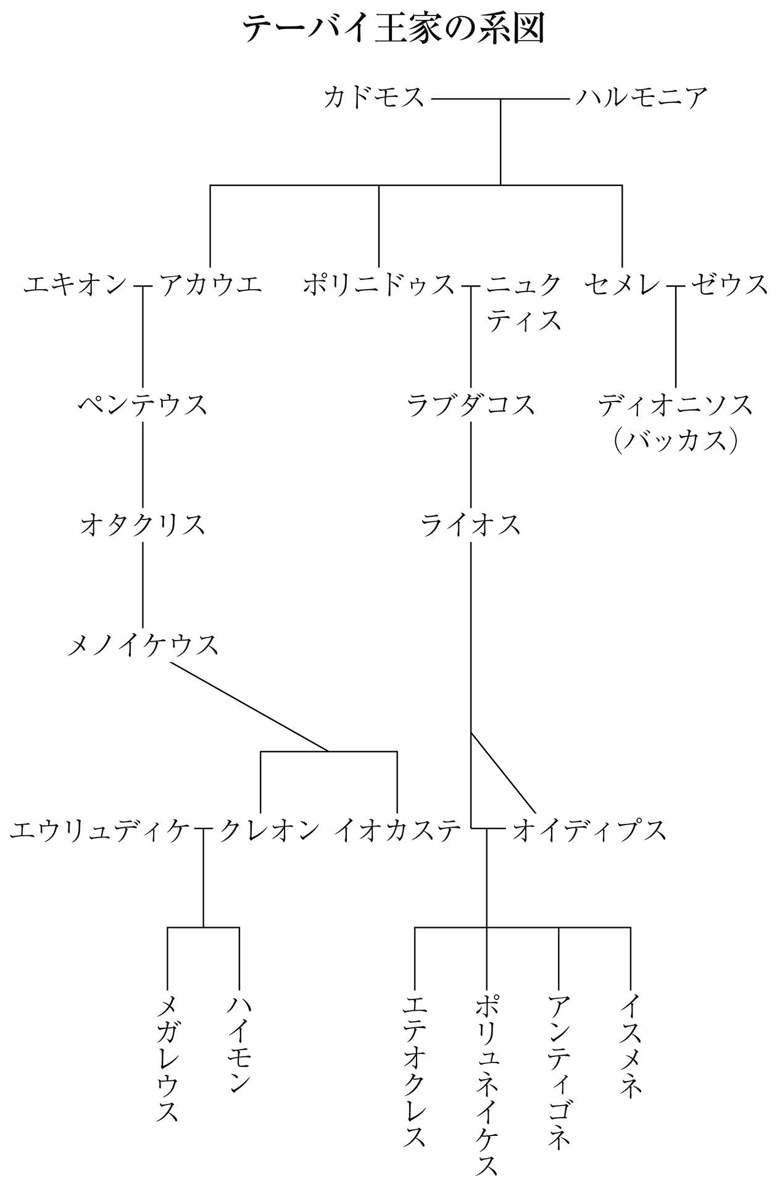 テーバイ王家の系図
カドモス
ハルモニア
エキオン
アカウエ
ポリニドゥス
ニュク
ティス
セメレ
ゼウス
ペンテウス
ラブダコス
ディオニソス
（バッカス）
オタクリス
ライオス
メノイケウス
エウリュディケ
クレオン
イオカステ
オイディプス
メガレウス
ハイモン
エテオクレス
ポリュネイケス
アンティゴネ
イスメネ